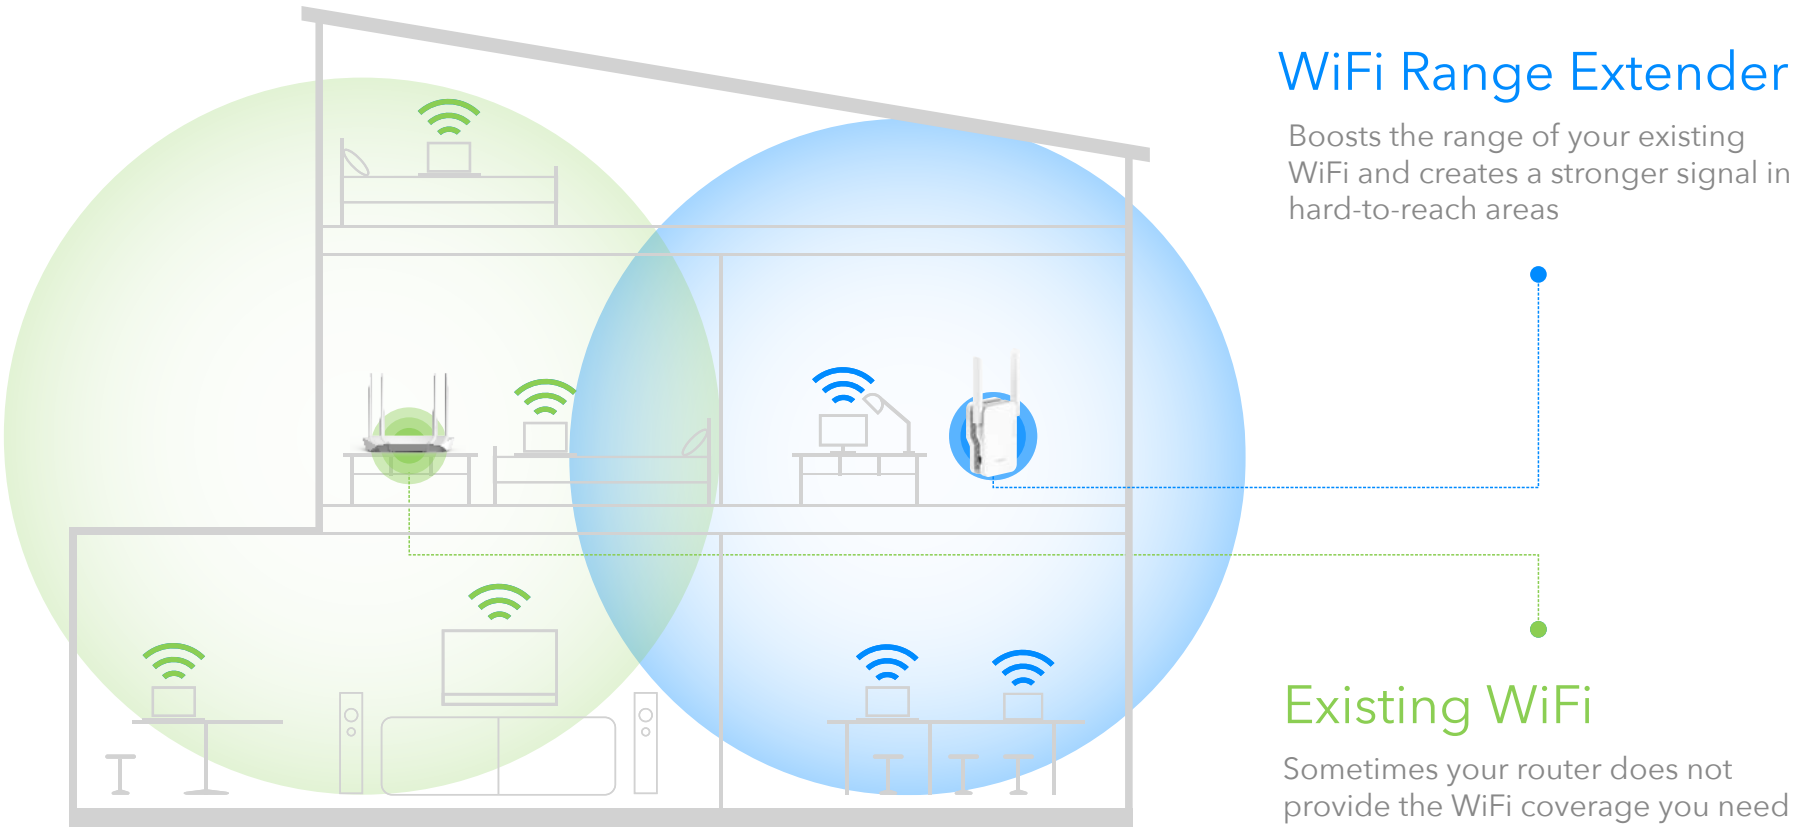 WiFi Range Extender
Boosts the range of your existing
WiFi and creates a stronger signal in
hard-to-reach areas
Existing WiFi
Sometimes your router does not
provide the WiFi coverage you need